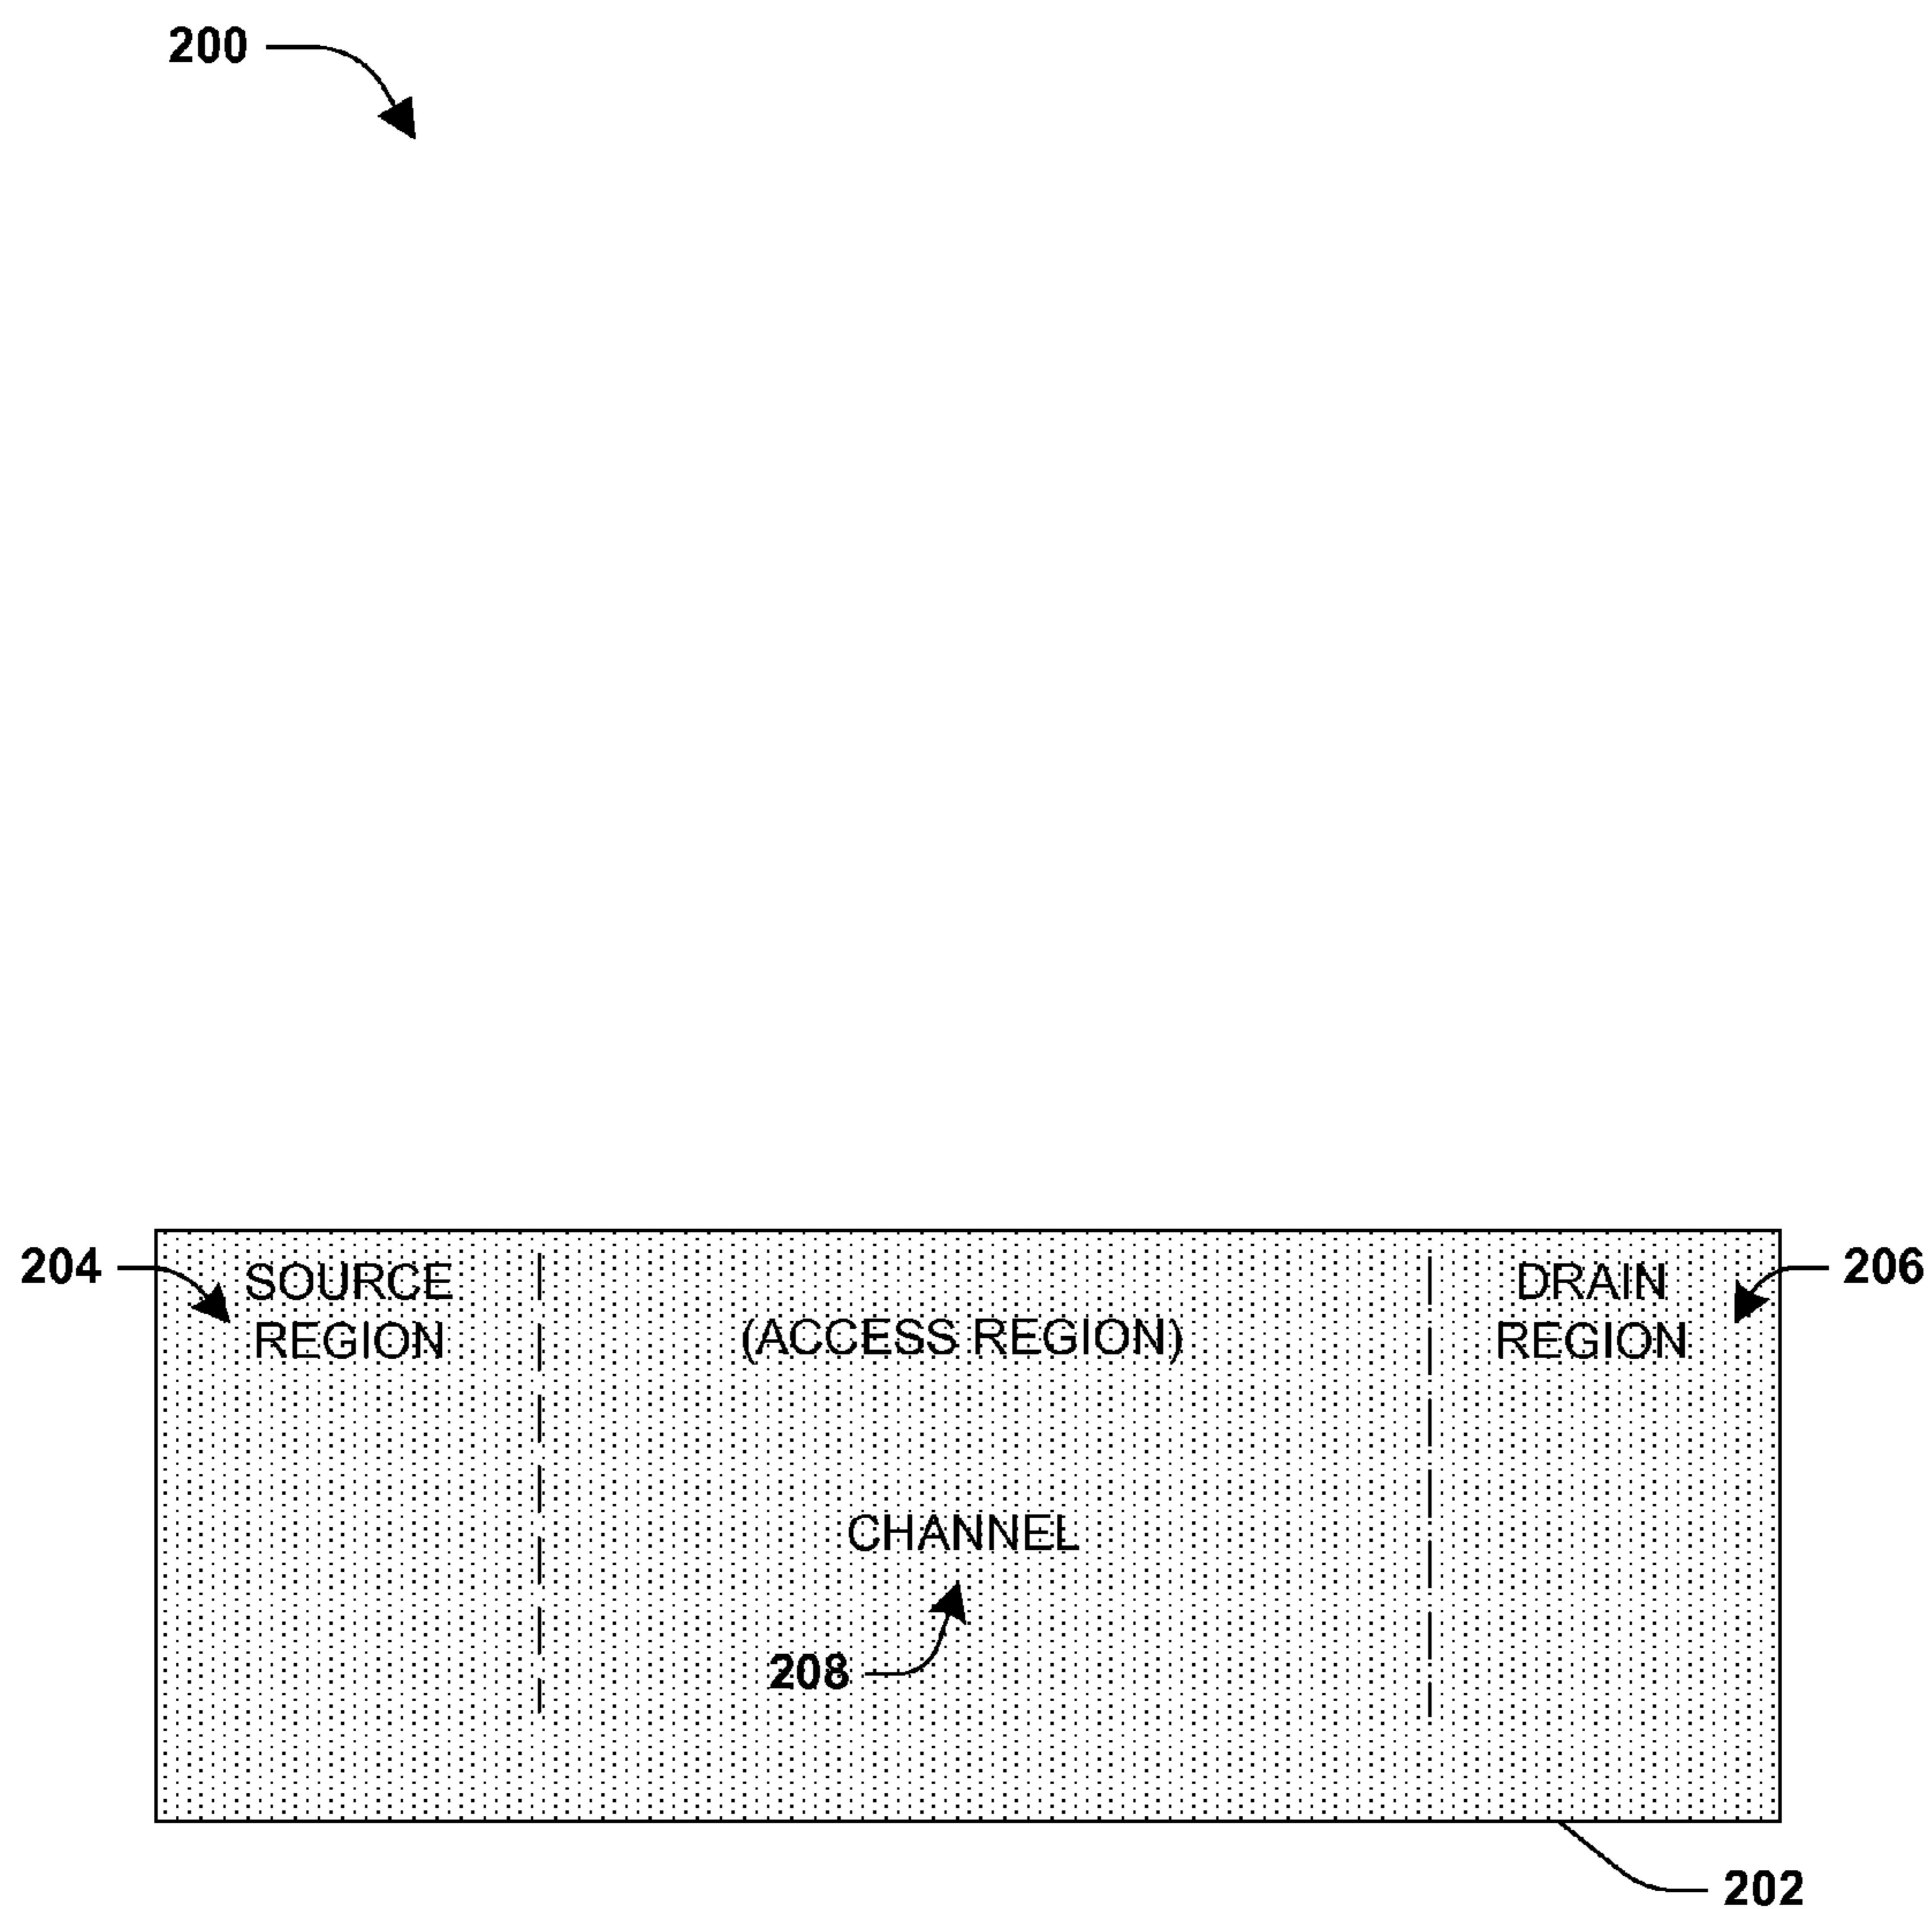 200
204
SOURCE
REGION
(ACCESS REGION)
DRAIN
REGION
206
CHANNEL
208
202